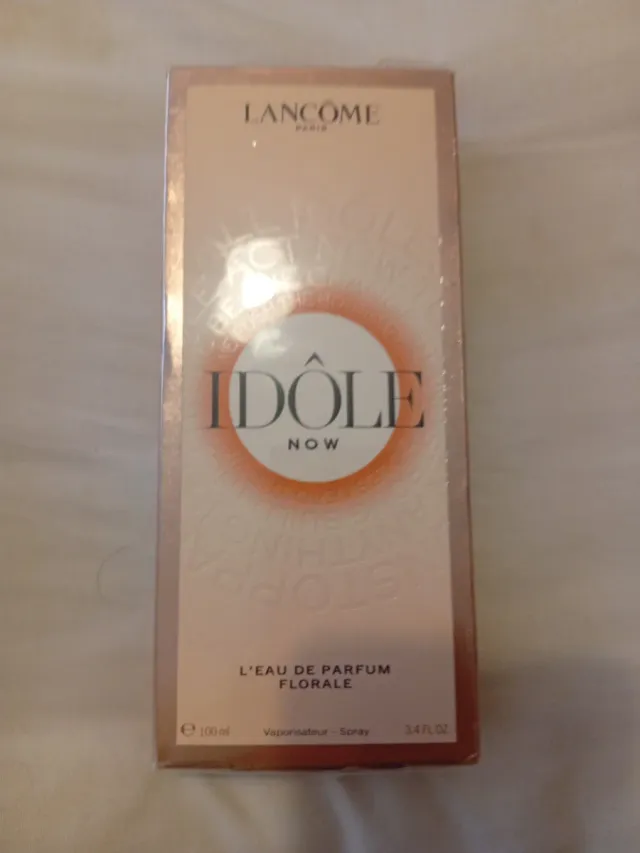 LANCÔME
PARIS
IDÔLE
NOW
L'EAU DE PARFUM
FLORALE
e 100 ml Vaporisateur - Spray 3.4 FL.OZ.